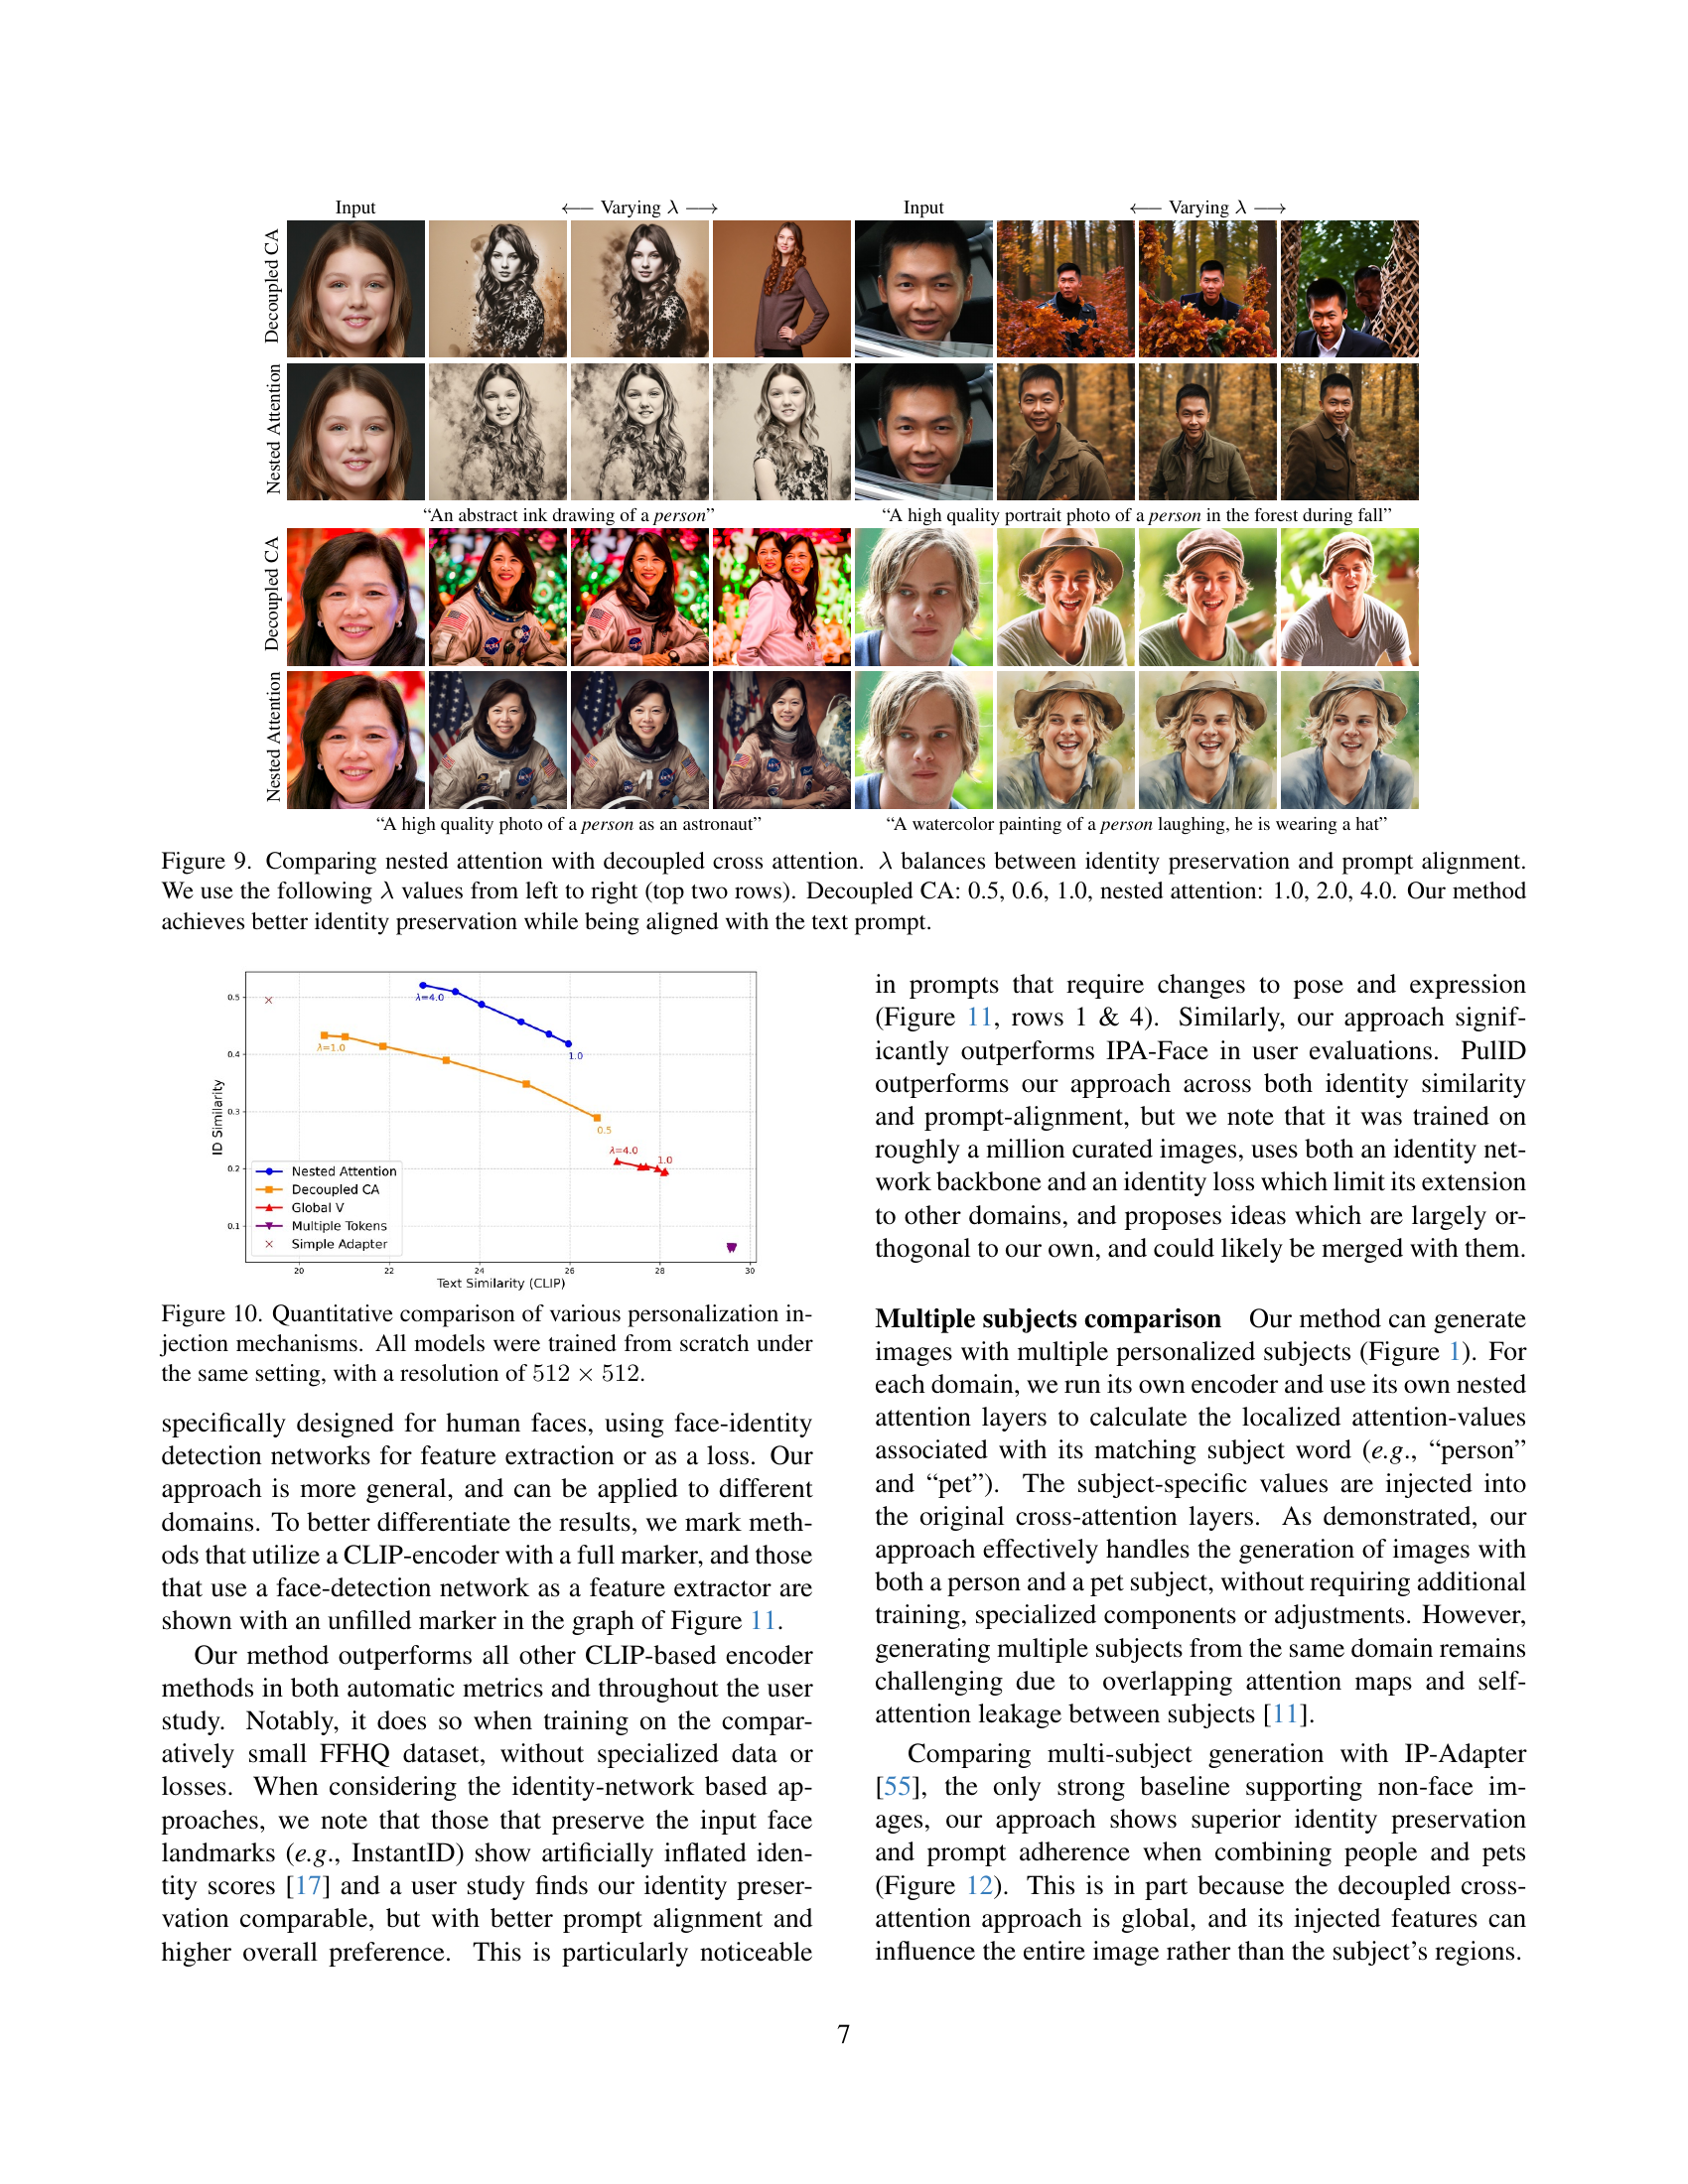 Input
⟵ Varying λ ⟶
Input
⟵ Varying λ ⟶
Decoupled CA
Nested Attention
“An abstract ink drawing of a person”
“A high quality portrait photo of a person in the forest during fall”
Decoupled CA
Nested Attention
“A high quality photo of a person as an astronaut”
“A watercolor painting of a person laughing, he is wearing a hat”
Figure 9. Comparing nested attention with decoupled cross attention. λ balances between identity preservation and prompt alignment.
We use the following λ values from left to right (top two rows). Decoupled CA: 0.5, 0.6, 1.0, nested attention: 1.0, 2.0, 4.0. Our method
achieves better identity preservation while being aligned with the text prompt.
ID Similarity
0.5
0.4
0.3
0.2
0.1
λ=4.0
1.0
λ=1.0
0.5
λ=4.0
1.0
Nested Attention
Decoupled CA
Global V
Multiple Tokens
Simple Adapter
20
22
24
26
28
30
Text Similarity (CLIP)
Figure 10. Quantitative comparison of various personalization in-
jection mechanisms. All models were trained from scratch under
the same setting, with a resolution of 512 × 512.
specifically designed for human faces, using face-identity
detection networks for feature extraction or as a loss. Our
approach is more general, and can be applied to different
domains. To better differentiate the results, we mark meth-
ods that utilize a CLIP-encoder with a full marker, and those
that use a face-detection network as a feature extractor are
shown with an unfilled marker in the graph of Figure 11.
Our method outperforms all other CLIP-based encoder
methods in both automatic metrics and throughout the user
study. Notably, it does so when training on the compar-
atively small FFHQ dataset, without specialized data or
losses. When considering the identity-network based ap-
proaches, we note that those that preserve the input face
landmarks (e.g., InstantID) show artificially inflated iden-
tity scores [17] and a user study finds our identity preser-
vation comparable, but with better prompt alignment and
higher overall preference. This is particularly noticeable
in prompts that require changes to pose and expression
(Figure 11, rows 1 & 4). Similarly, our approach signif-
icantly outperforms IPA-Face in user evaluations. PulID
outperforms our approach across both identity similarity
and prompt-alignment, but we note that it was trained on
roughly a million curated images, uses both an identity net-
work backbone and an identity loss which limit its extension
to other domains, and proposes ideas which are largely or-
thogonal to our own, and could likely be merged with them.
Multiple subjects comparison Our method can generate
images with multiple personalized subjects (Figure 1). For
each domain, we run its own encoder and use its own nested
attention layers to calculate the localized attention-values
associated with its matching subject word (e.g., “person”
and “pet”). The subject-specific values are injected into
the original cross-attention layers. As demonstrated, our
approach effectively handles the generation of images with
both a person and a pet subject, without requiring additional
training, specialized components or adjustments. However,
generating multiple subjects from the same domain remains
challenging due to overlapping attention maps and self-
attention leakage between subjects [11].
Comparing multi-subject generation with IP-Adapter
[55], the only strong baseline supporting non-face im-
ages, our approach shows superior identity preservation
and prompt adherence when combining people and pets
(Figure 12). This is in part because the decoupled cross-
attention approach is global, and its injected features can
influence the entire image rather than the subject’s regions.
7